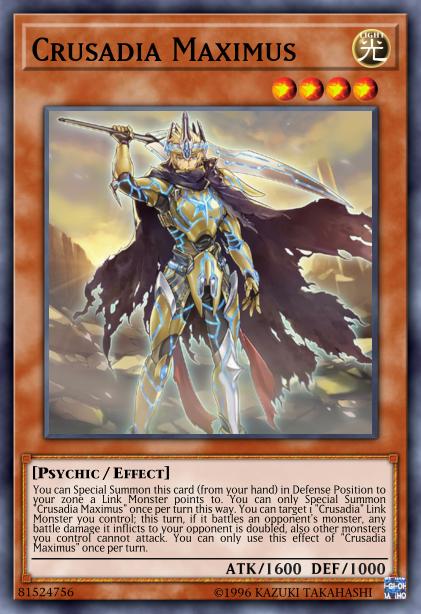 CRUSADIA MAXIMUS
LIGHT
光
[PSYCHIC / EFFECT]
You can Special Summon this card (from your hand) in Defense Position to
your zone a Link Monster points to. You can only Special Summon
"Crusadia Maximus" once per turn this way. You can target 1 "Crusadia" Link
Monster you control; this turn, if it battles an opponent's monster, any
battle damage it inflicts to your opponent is doubled, also other monsters
you control cannot attack. You can only use this effect of "Crusadia
Maximus" once per turn.
ATK/1600 DEF/1000
81524756
©1996 KAZUKI TAKAHASHI